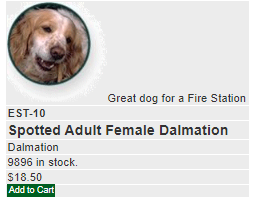 Great dog for a Fire Station
EST-10
Spotted Adult Female Dalmation
Dalmation
9896 in stock.
$18.50
Add to Cart